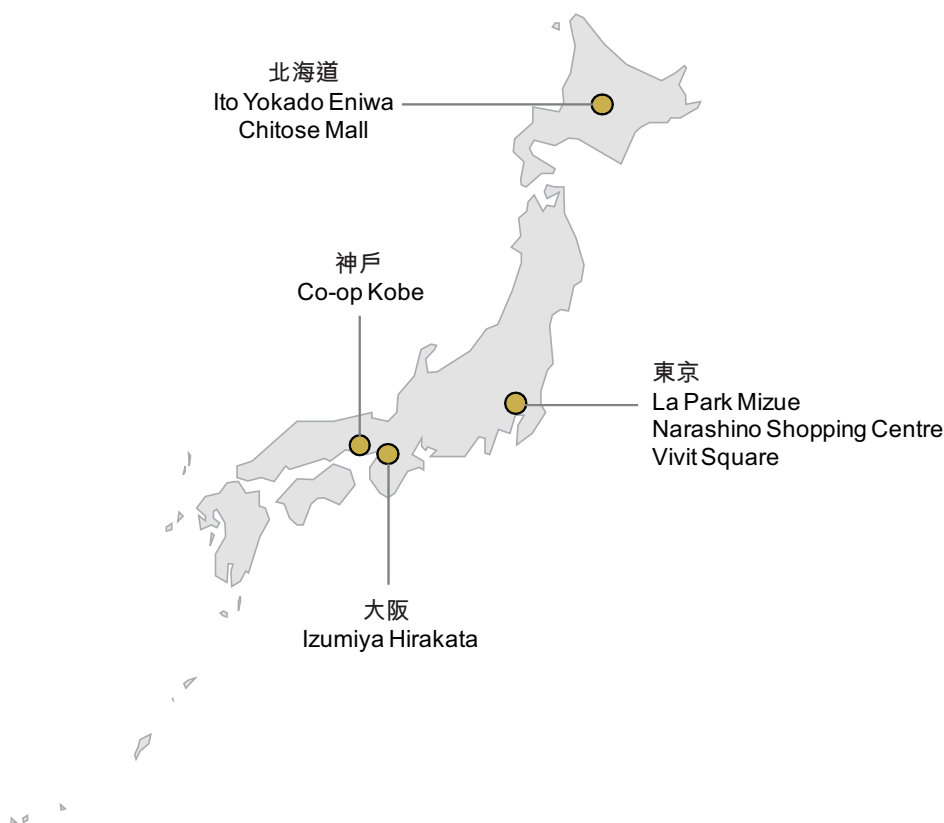 北海道
Ito Yokado Eniwa
Chitose Mall
神戶
Co-op Kobe
東京
La Park Mizue
Narashino Shopping Centre
Vivit Square
大阪
Izumiya Hirakata